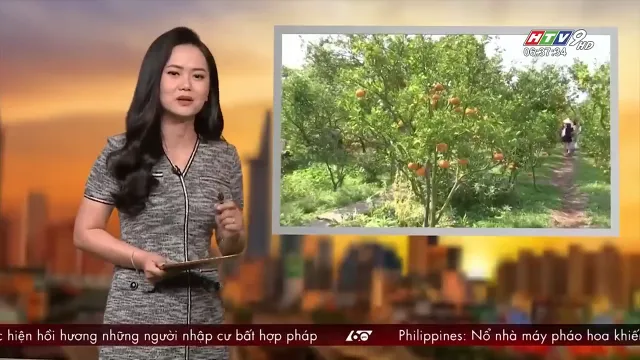 HTV9 HD
06:37:34
hiện hồi hương những người nhập cư bất hợp pháp
Philippines: Nổ nhà máy pháo hoa khiế